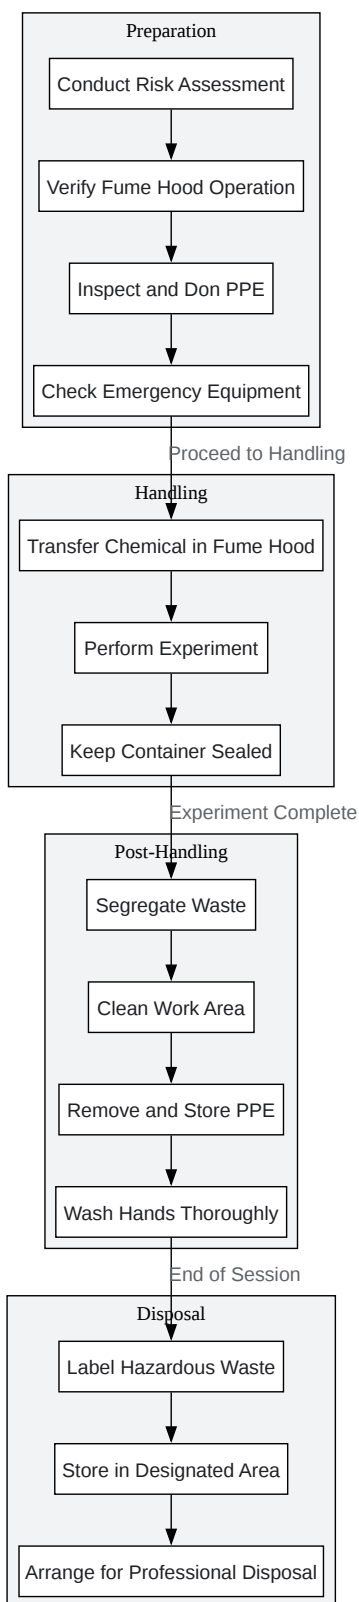 Preparation
Conduct Risk Assessment
Verify Fume Hood Operation
Inspect and Don PPE
Check Emergency Equipment
Proceed to Handling
Handling
Transfer Chemical in Fume Hood
Perform Experiment
Keep Container Sealed
Experiment Complete
Post-Handling
Segregate Waste
Clean Work Area
Remove and Store PPE
Wash Hands Thoroughly
End of Session
Disposal
Label Hazardous Waste
Store in Designated Area
Arrange for Professional Disposal